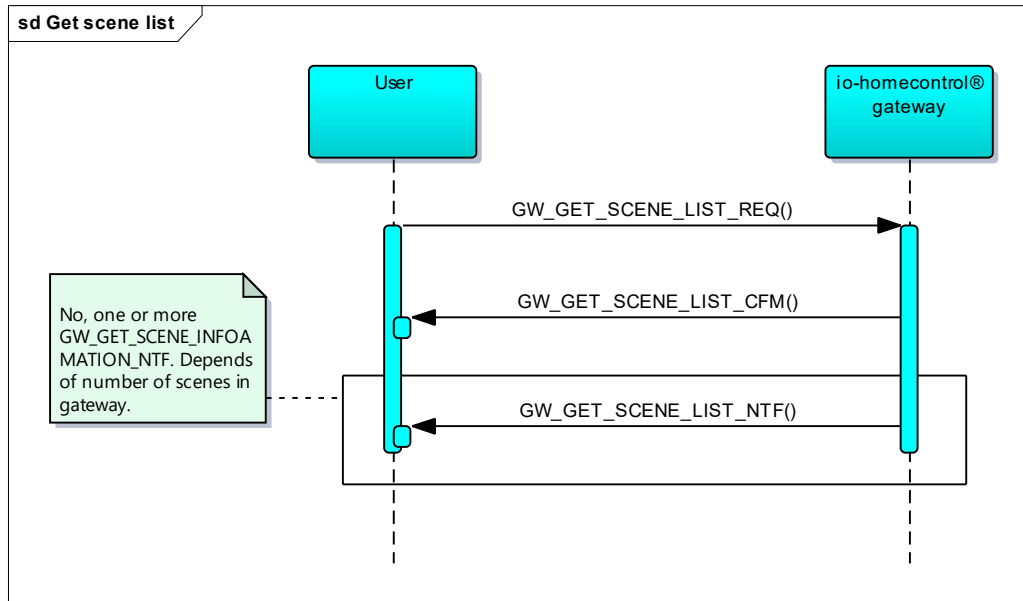 sd Get scene list
User
io-homecontrol®
gateway
GW_GET_SCENE_LIST_REQ()
GW_GET_SCENE_LIST_CFM()
No, one or more
GW_GET_SCENE_INFOA
MATION_NTF. Depends
of number of scenes in
gateway.
GW_GET_SCENE_LIST_NTF()